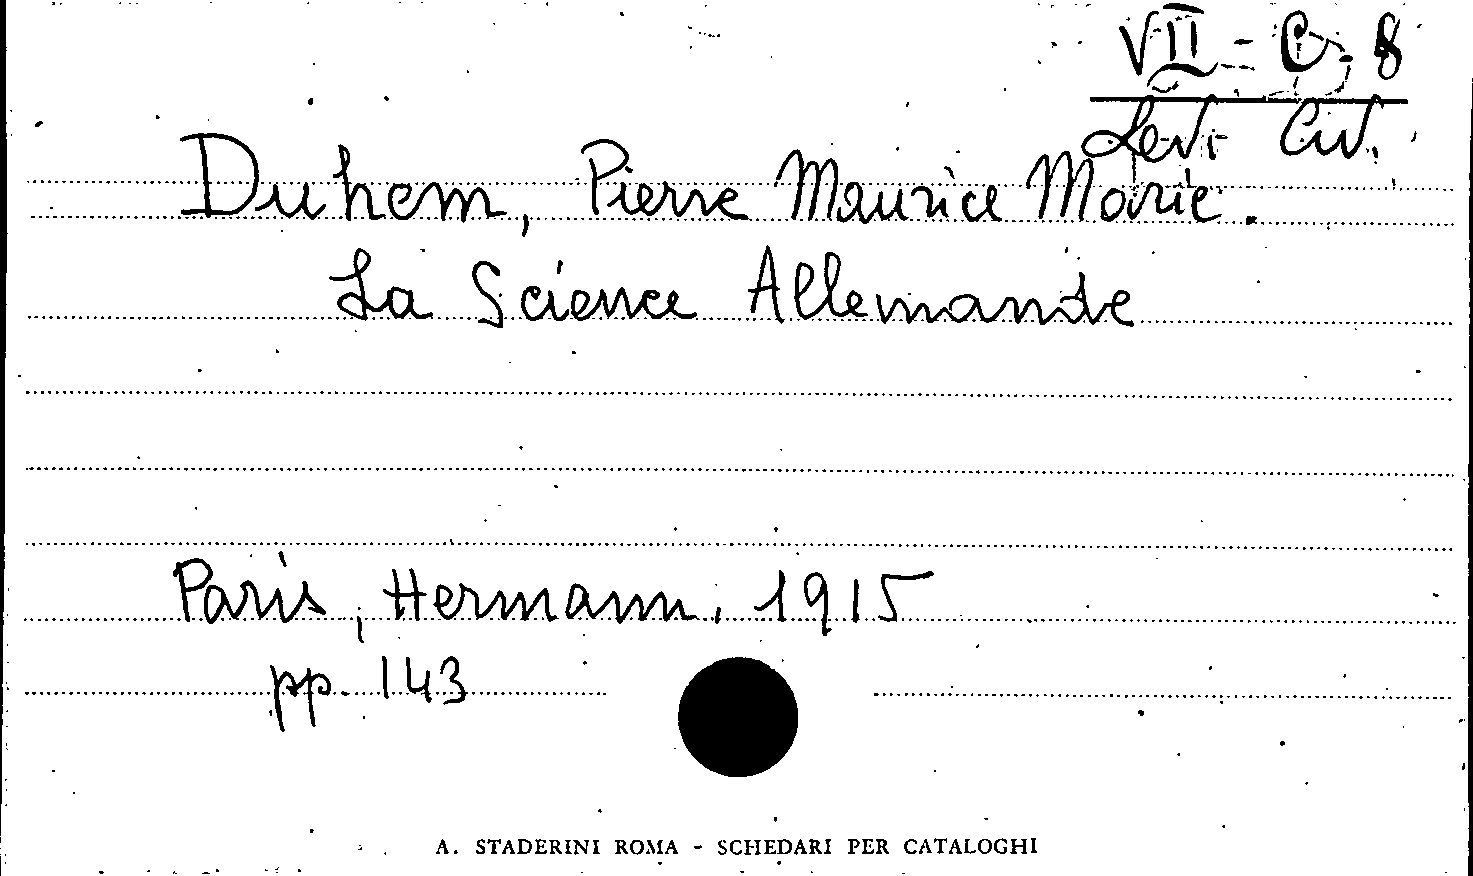 VII - C - 8
Levi Civ.
Duhem, Pierre Maurice Marie.
La Science Allemande
Paris, Hermann, 1915
pp. 143
A. STADERINI ROMA - SCHEDARI PER CATALOGHI